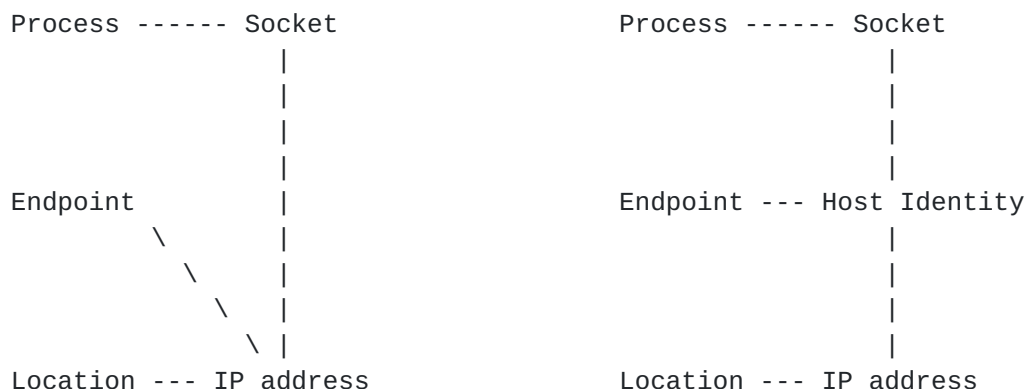 Process ------ Socket                  Process ------ Socket
                 |                                       |
                 |                                       |
                 |                                       |
                 |                                       |
Endpoint         |                     Endpoint --- Host Identity
         \       |                                       |
           \     |                                       |
             \   |                                       |
               \ |                                       |
Location --- IP address                Location --- IP address